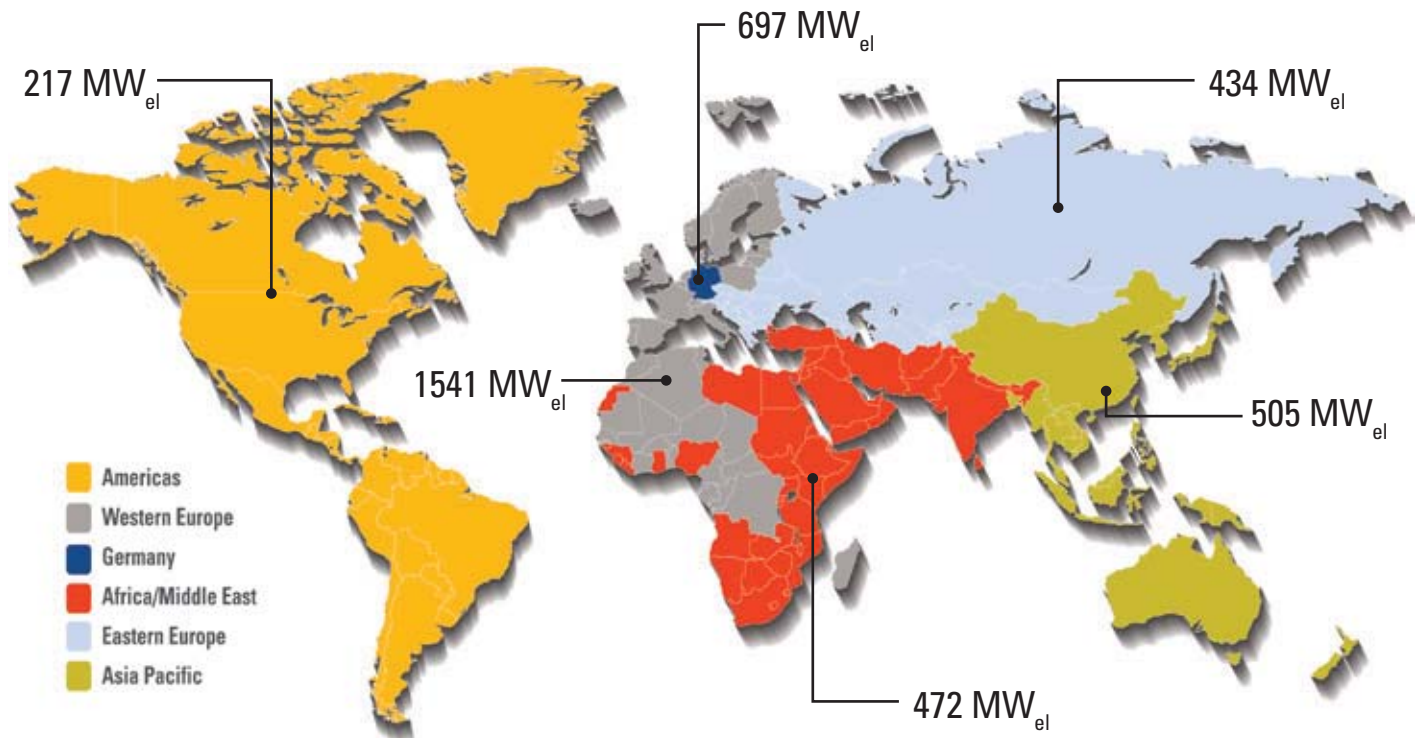 697 MWel
217 MWel
434 MWel
1541 MWel
505 MWel
Americas
Western Europe
Germany
Africa/Middle East
Eastern Europe
Asia Pacific
472 MWel